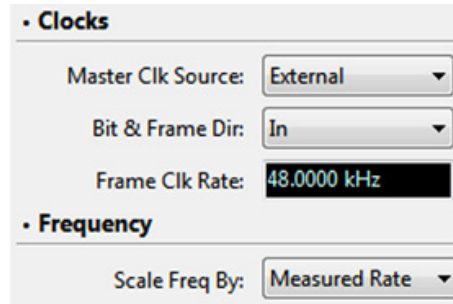 • Clocks
Master Clk Source: External
Bit & Frame Dir: In
Frame Clk Rate: 48.0000 kHz
• Frequency
Scale Freq By: Measured Rate